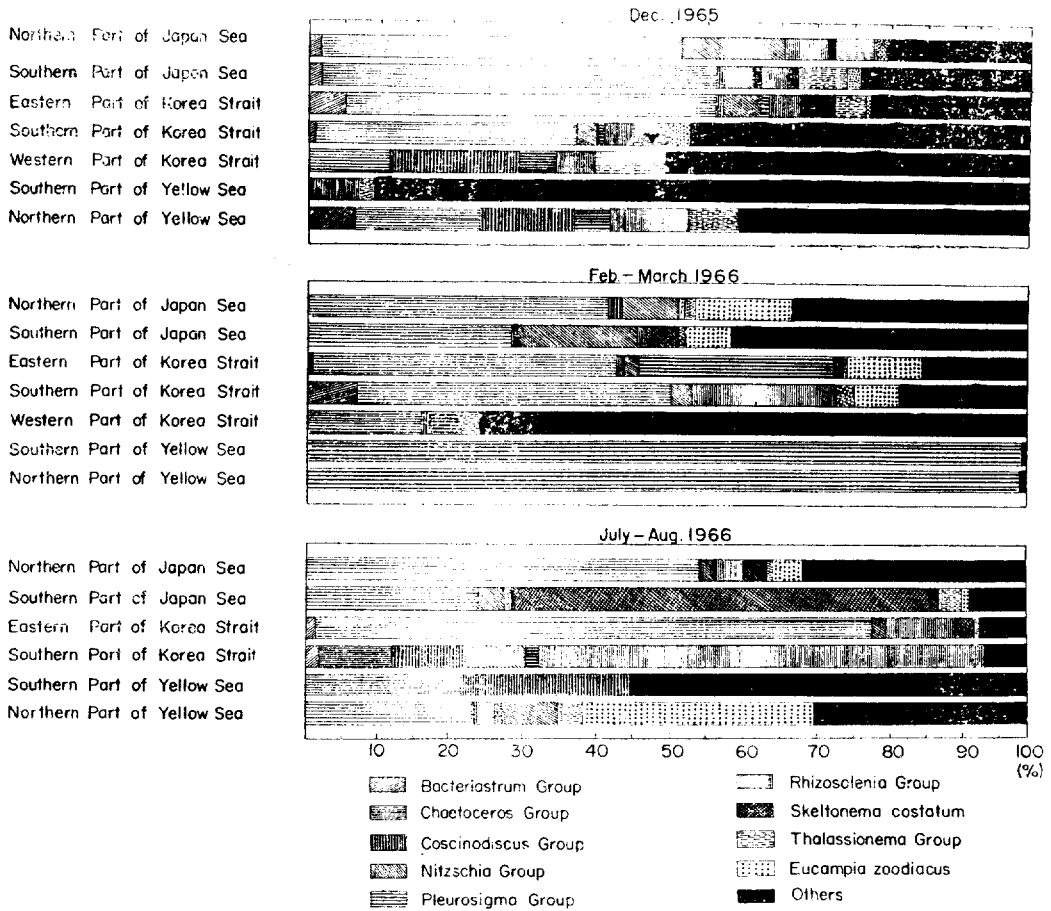 Dec. 1965
Northern Part of Japan Sea
Southern Part of Japan Sea
Eastern Part of Korea Strait
Southern Part of Korea Strait
Western Part of Korea Strait
Southern Part of Yellow Sea
Northern Part of Yellow Sea
Feb.-March 1966
Northern Part of Japan Sea
Southern Part of Japan Sea
Eastern Part of Korea Strait
Southern Part of Korea Strait
Western Part of Korea Strait
Southern Part of Yellow Sea
Northern Part of Yellow Sea
July-Aug. 1966
Northern Part of Japan Sea
Southern Part of Japan Sea
Eastern Part of Korea Strait
Southern Part of Korea Strait
Southern Part of Yellow Sea
Northern Part of Yellow Sea
10 20 30 40 50 60 70 80 90 100
(%)
Bacteriastrum Group
Chaetoceros Group
Coscinodiscus Group
Nitzschia Group
Pleurosigma Group
Rhizosclenia Group
Skeltonema costatum
Thalassionema Group
Eucampia zoodiacus
Others